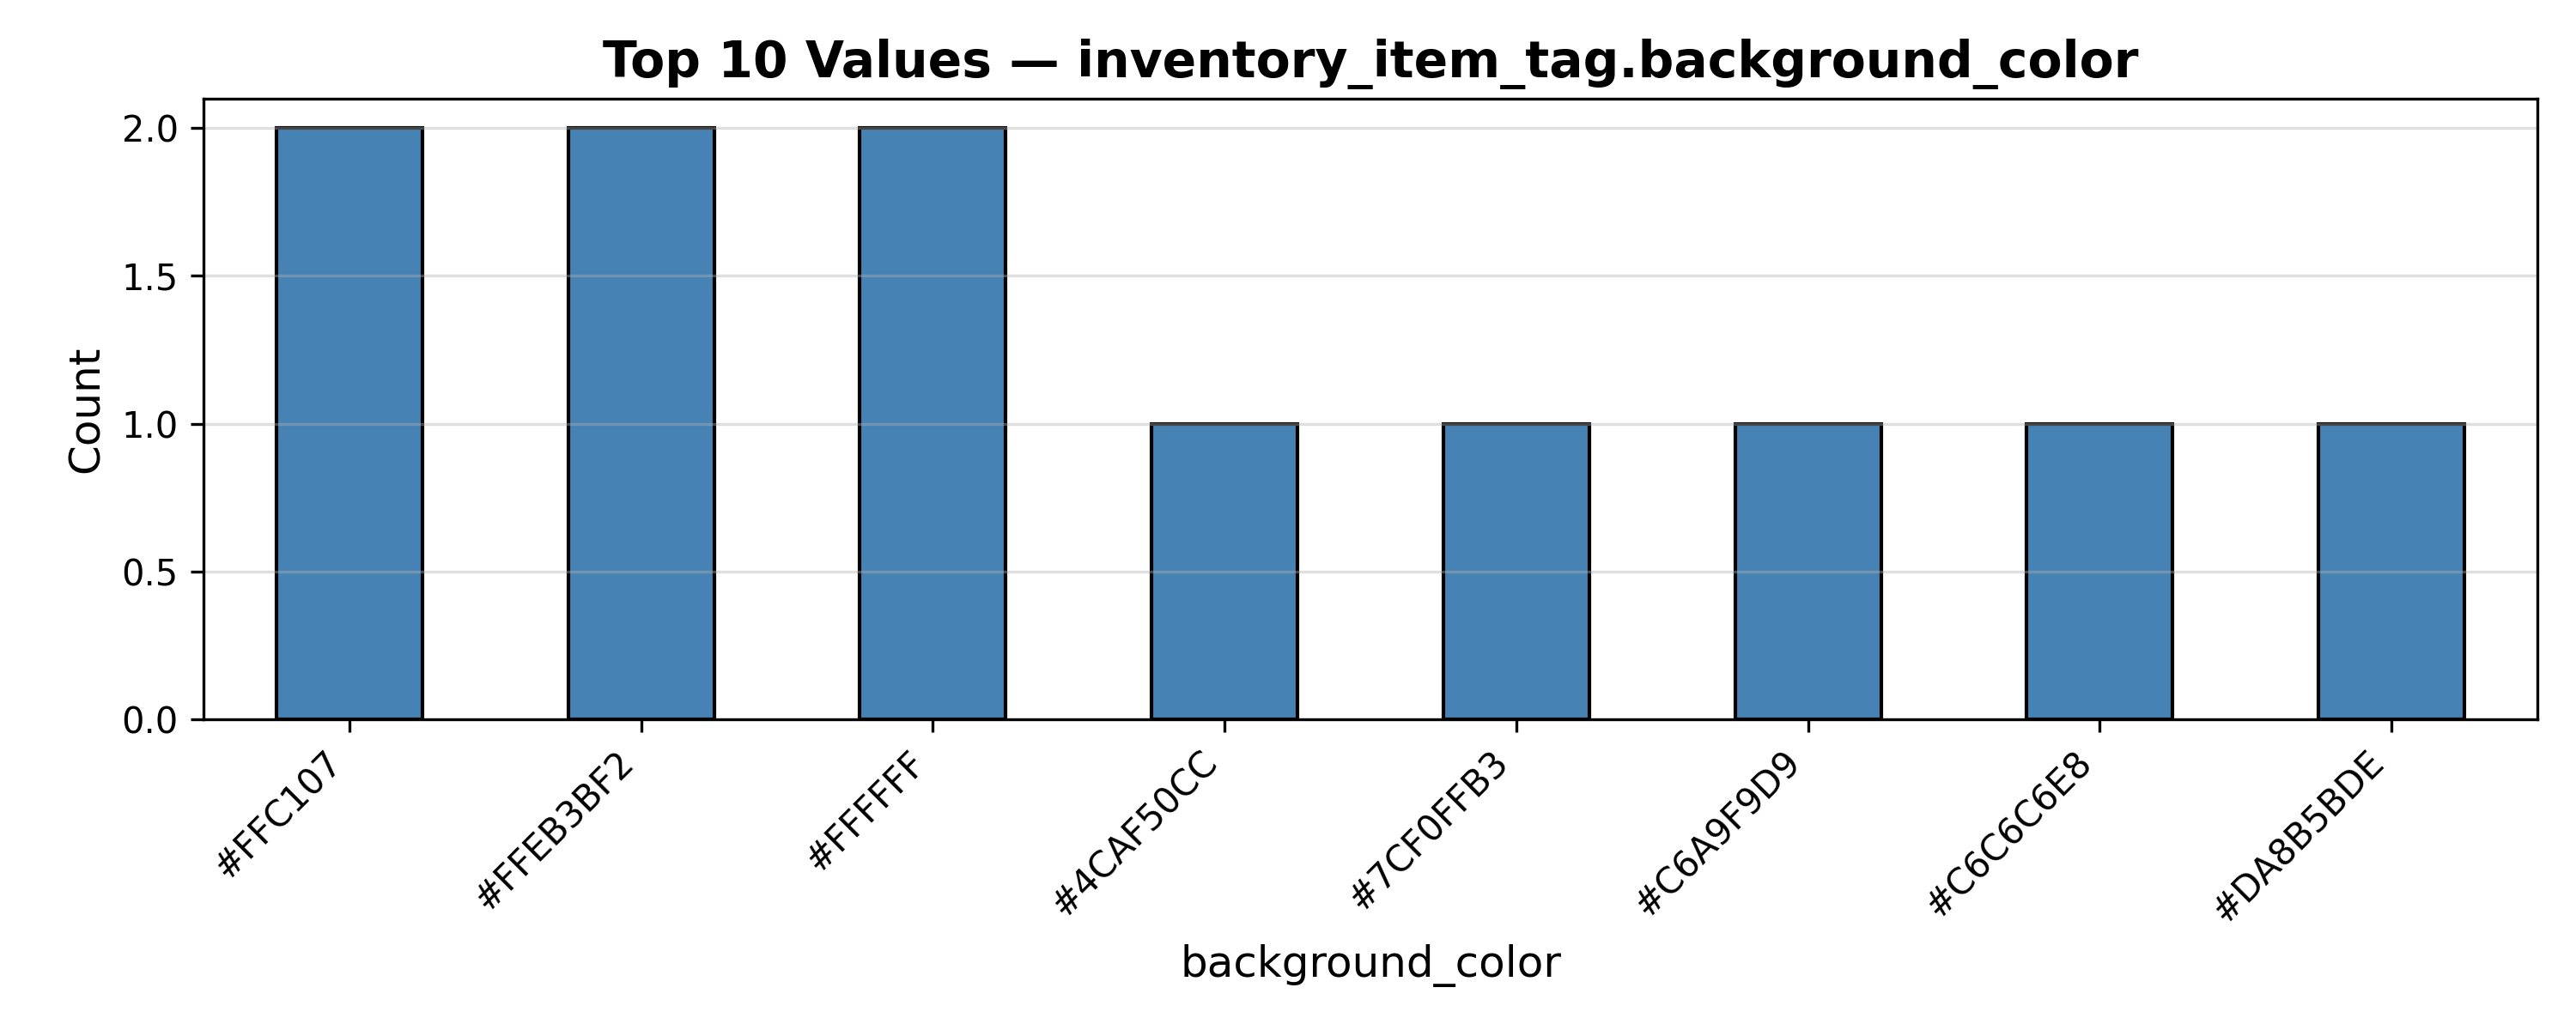 Top 10 Values — inventory_item_tag.background_color
Count
2.0
1.5
1.0
0.5
0.0
#FFC107
#FFEB3BF2
#FFFFFF
#4CAF50CC
#7CF0FFB3
#C6A9F9D9
#C6C6C6E8
#DA8B5BDE
background_color